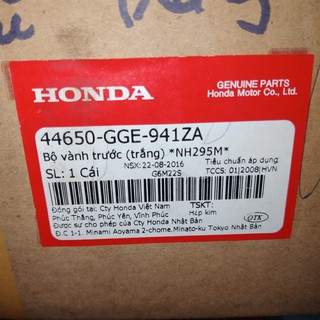 HONDA
GENUINE PARTS
Honda Motor Co., Ltd.
44650-GGE-941ZA
Bộ vành trước (trắng) *NH295M*
NSX: 22-08-2016
Tiêu chuẩn áp dụng
SL: 1 Cái
G6M22S
TCCS: 01|2008|HVN
Đóng gói tại: Cty Honda Việt Nam
TSKT:
Phúc Thắng, Phúc Yên, Vĩnh Phúc
Hợp kim
Được sự cho phép của Cty Honda Nhật Bản
OTK
Đ.C 1-1. Minami Aoyama 2-chome.Minato-ku Tokyo Nhật Bản